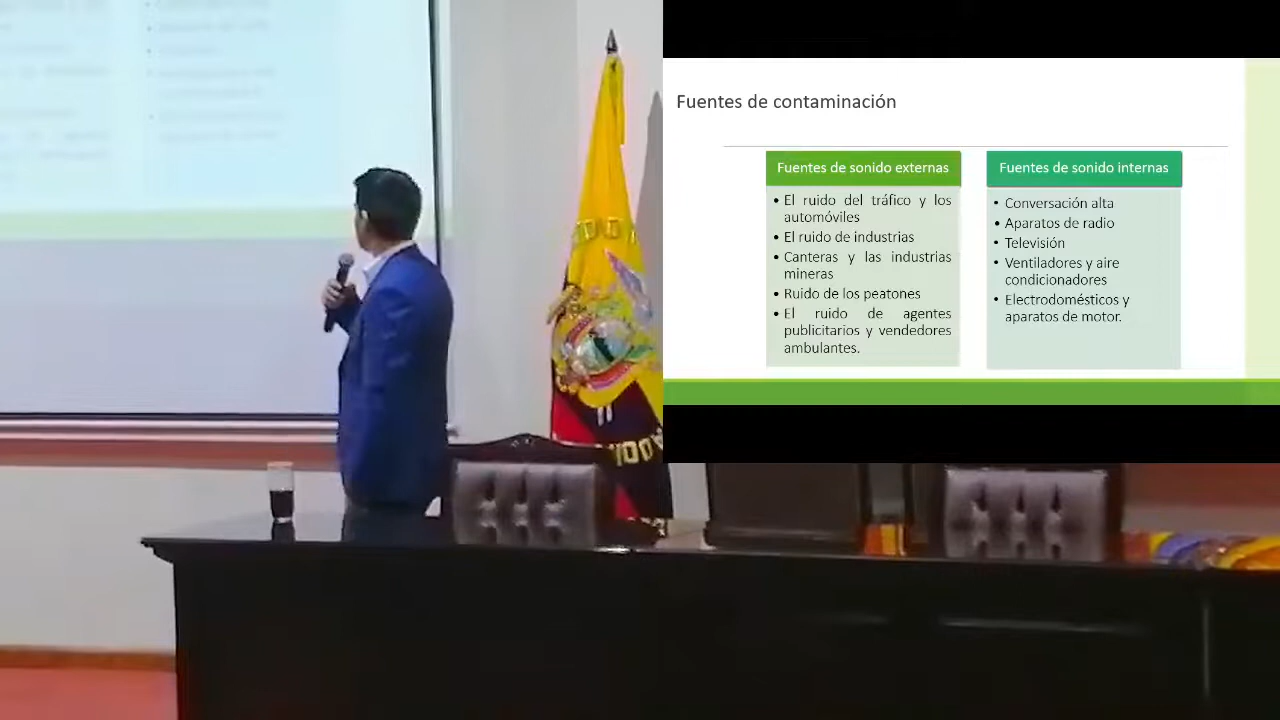 Fuentes de contaminación
Fuentes de sonido externas
• El ruido del tráfico y los
automóviles
• El ruido de industrias
• Canteras y las industrias
mineras
• Ruido de los peatones
• El ruido de agentes
publicitarios y vendedores
ambulantes.
Fuentes de sonido internas
• Conversación alta
• Aparatos de radio
• Televisión
• Ventiladores y aire
condicionadores
• Electrodomésticos y
aparatos de motor.